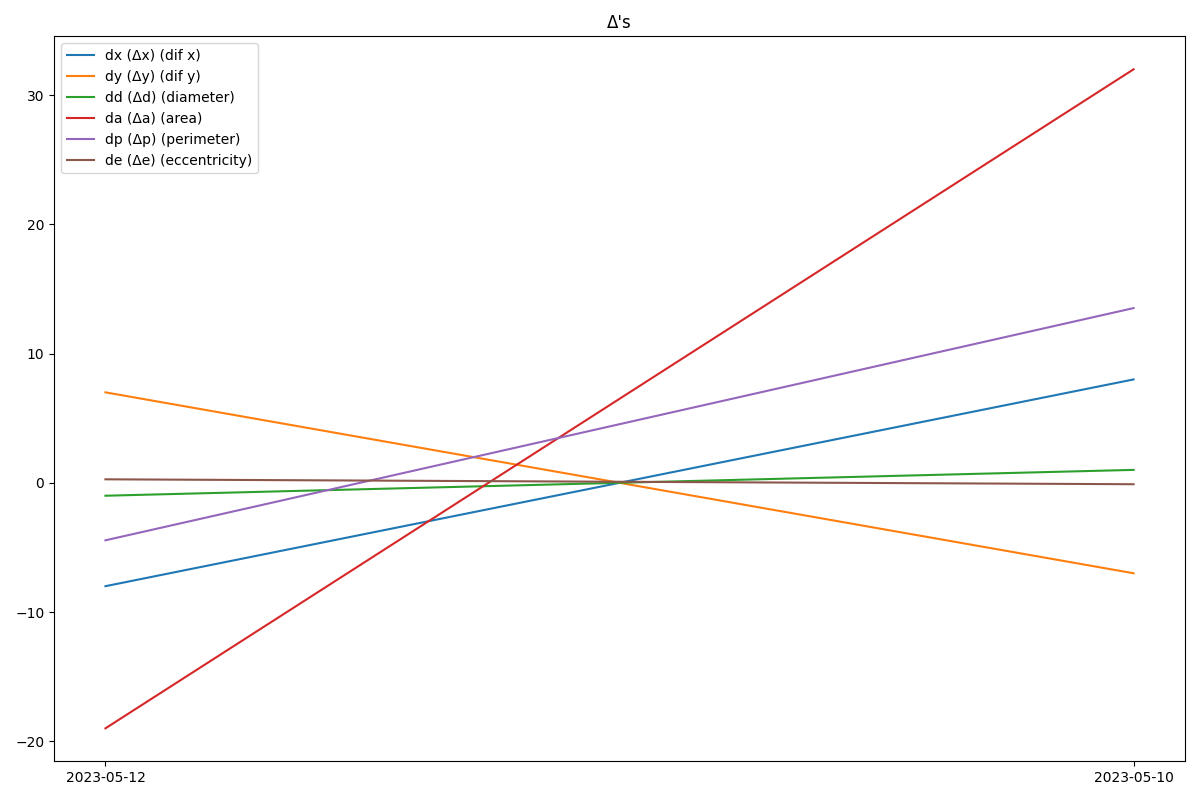 Δ's
dx (Δx) (dif x)
dy (Δy) (dif y)
dd (Δd) (diameter)
da (Δa) (area)
dp (Δp) (perimeter)
de (Δe) (eccentricity)
30
20
10
0
−10
−20
2023-05-12
2023-05-10